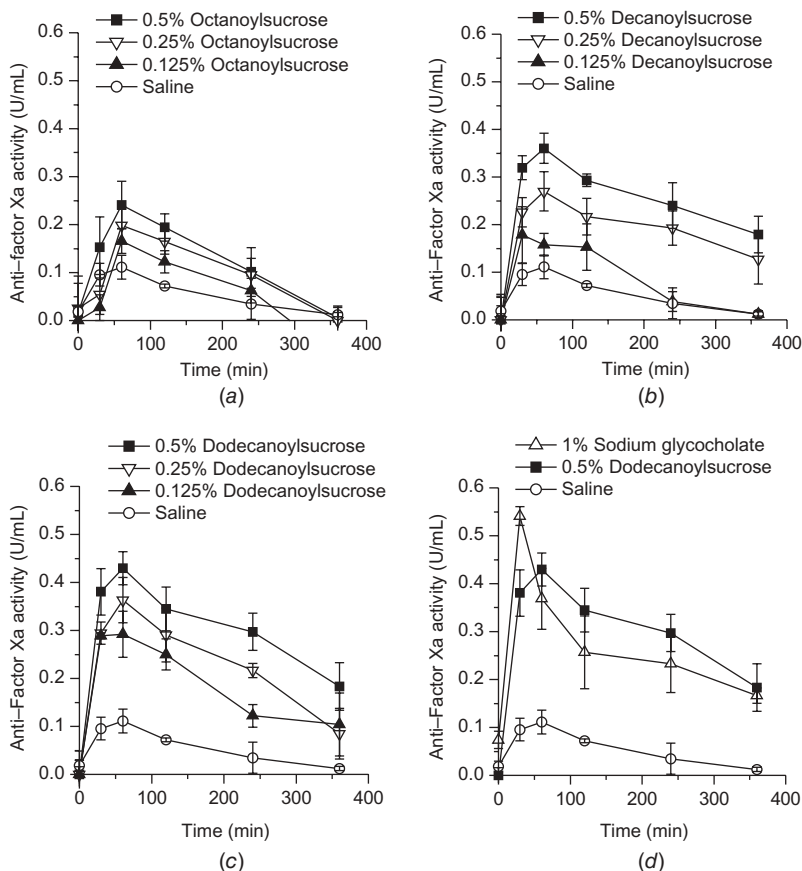 0.5% Octanoylsucrose
0.25% Octanoylsucrose
0.125% Octanoylsucrose
Saline
Anti–factor Xa activity (U/mL)
0.6
0.5
0.4
0.3
0.2
0.1
0.0
0 100 200 300 400
Time (min)
(a)
0.5% Decanoylsucrose
0.25% Decanoylsucrose
0.125% Decanoylsucrose
Saline
Anti–Factor Xa activity (U/mL)
0.6
0.5
0.4
0.3
0.2
0.1
0.0
0 100 200 300 400
Time (min)
(b)
0.5% Dodecanoylsucrose
0.25% Dodecanoylsucrose
0.125% Dodecanoylsucrose
Saline
Anti–Factor Xa activity (U/mL)
0.6
0.5
0.4
0.3
0.2
0.1
0.0
0 100 200 300 400
Time (min)
(c)
1% Sodium glycocholate
0.5% Dodecanoylsucrose
Saline
Anti–Factor Xa activity (U/mL)
0.6
0.5
0.4
0.3
0.2
0.1
0.0
0 100 200 300 400
Time (min)
(d)